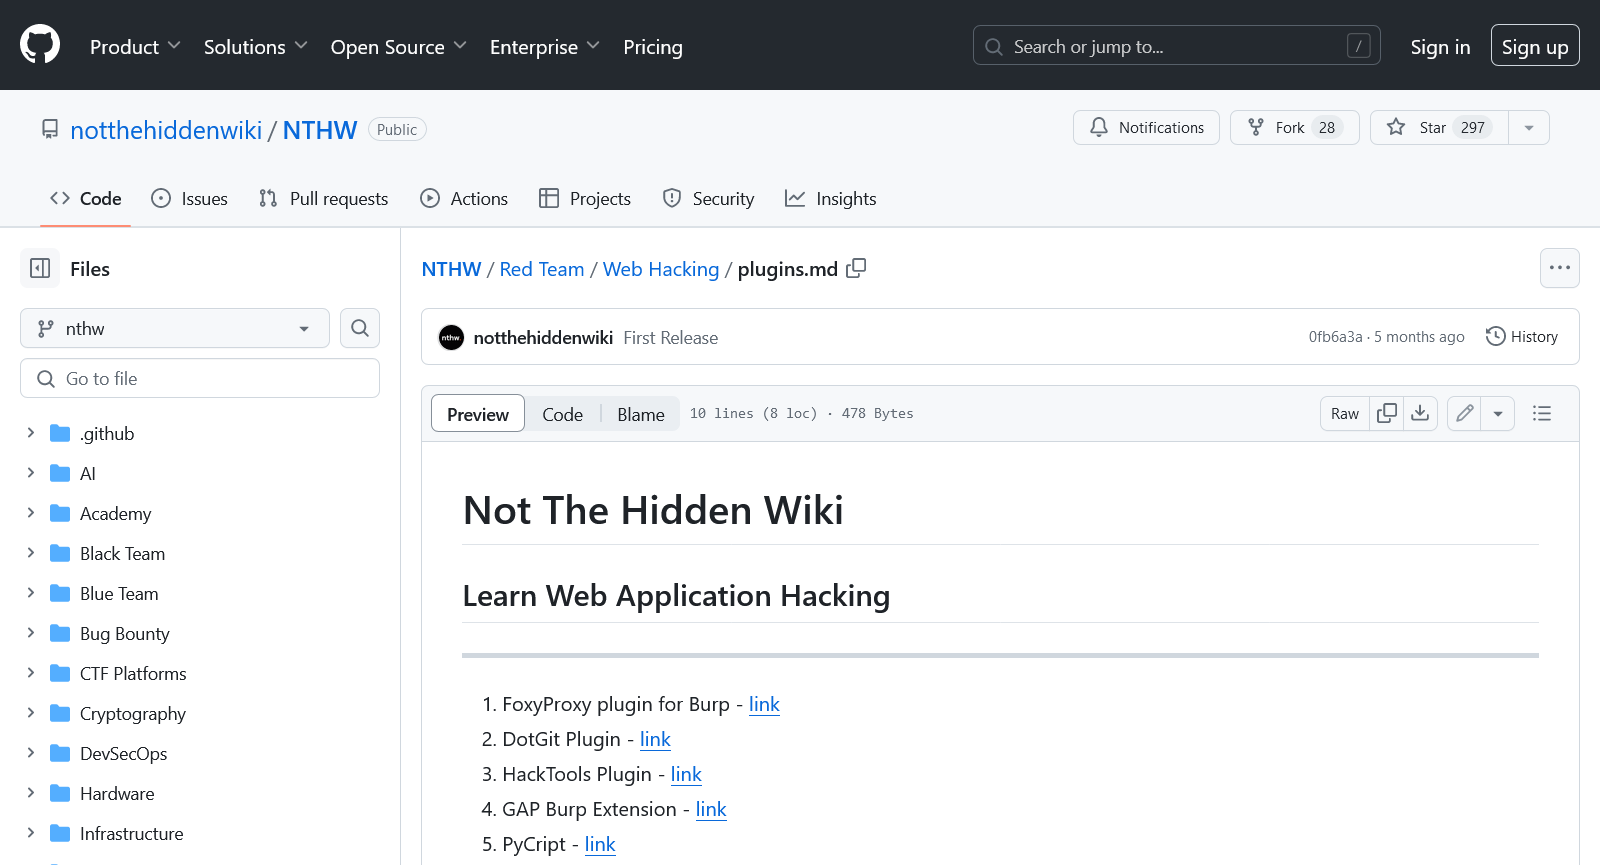 Product Solutions Open Source Enterprise Pricing Search or jump to... / Sign in Sign up
notthehiddenwiki / NTHW Public Notifications Fork 28 Star 297
Code Issues Pull requests Actions Projects Security Insights
Files
nthw
Go to file
.github
AI
Academy
Black Team
Blue Team
Bug Bounty
CTF Platforms
Cryptography
DevSecOps
Hardware
Infrastructure
NTHW / Red Team / Web Hacking / plugins.md
nthw notthehiddenwiki First Release 0fb6a3a · 5 months ago History
Preview Code Blame 10 lines (8 loc) · 478 Bytes Raw
Not The Hidden Wiki
Learn Web Application Hacking
1. FoxyProxy plugin for Burp - link
2. DotGit Plugin - link
3. HackTools Plugin - link
4. GAP Burp Extension - link
5. PyCript - link